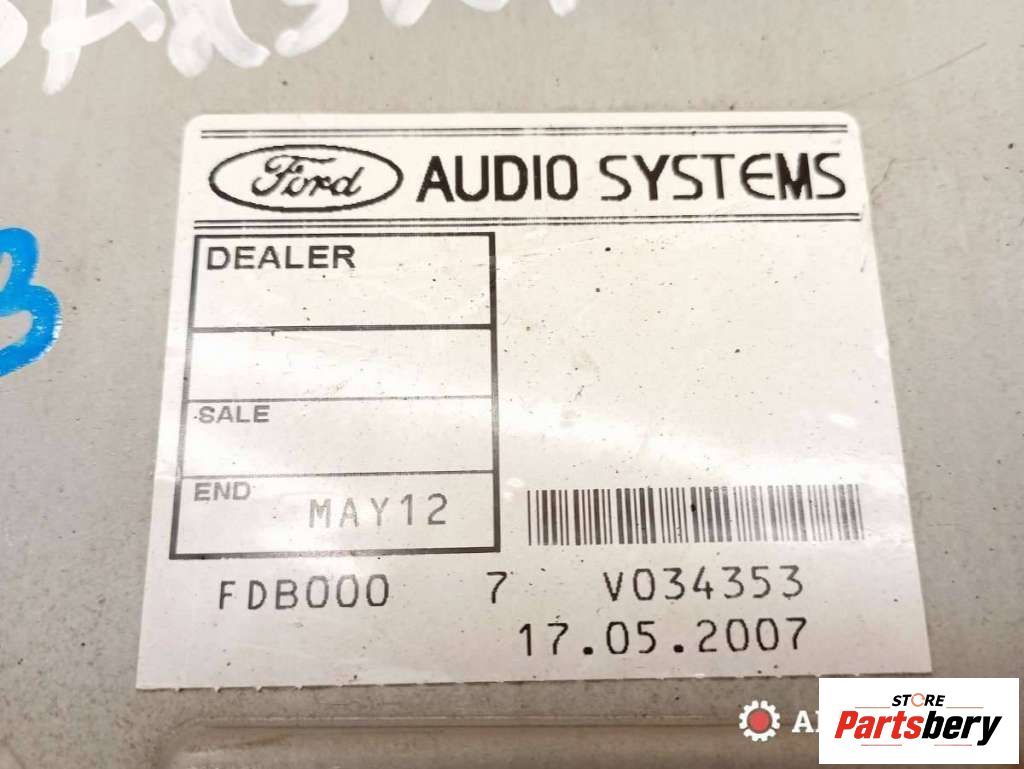 Ford AUDIO SYSTEMS
DEALER
SALE
END MAY12
FDB000 7 V034353
17.05.2007
STORE
Partsbery